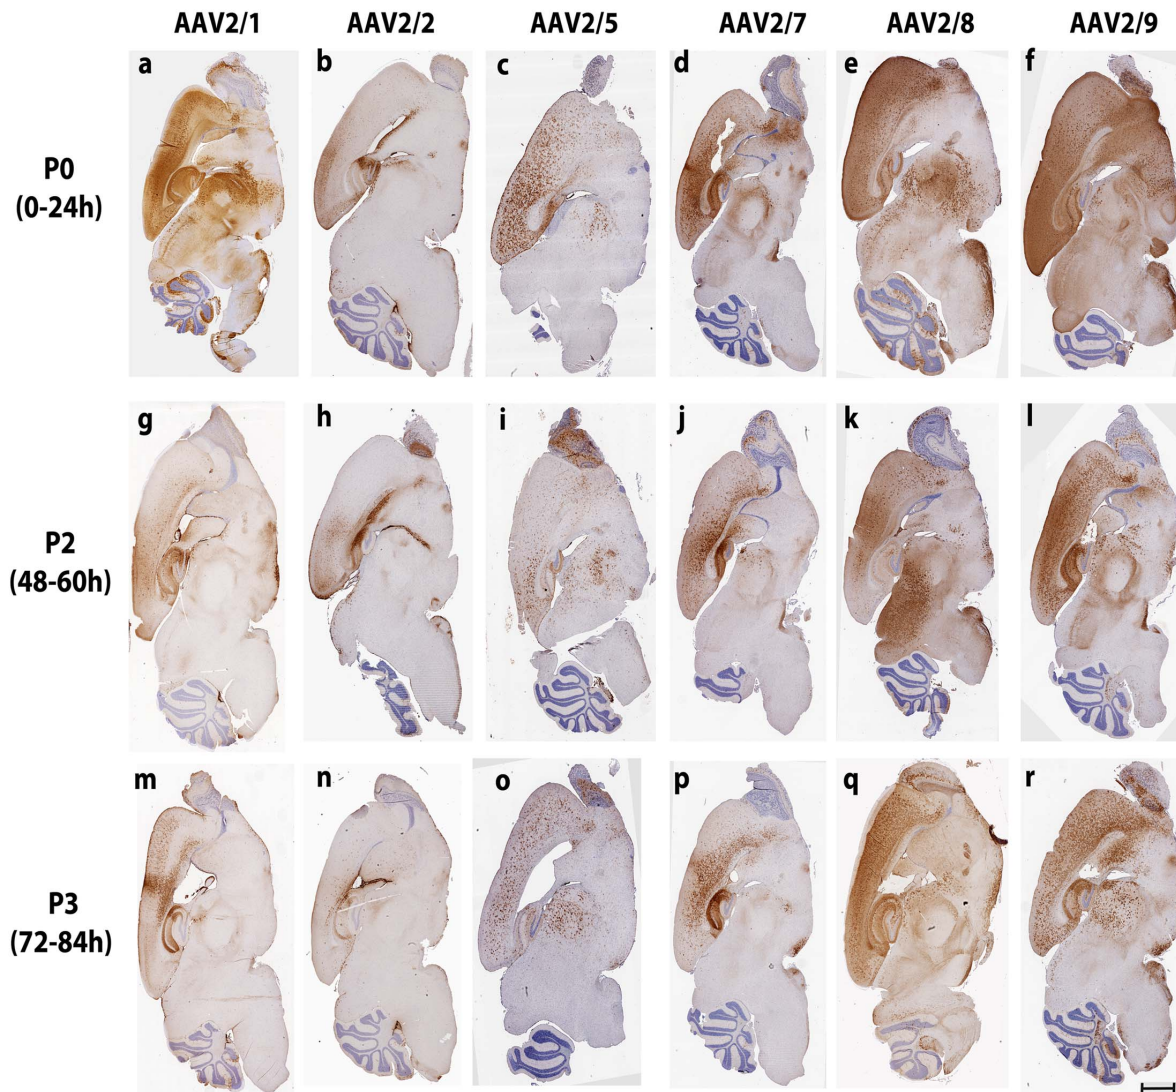 AAV2/1 AAV2/2 AAV2/5 AAV2/7 AAV2/8 AAV2/9
a b c d e f
P0
(0-24h)
g h i j k l
P2
(48-60h)
m n o p q r
P3
(72-84h)